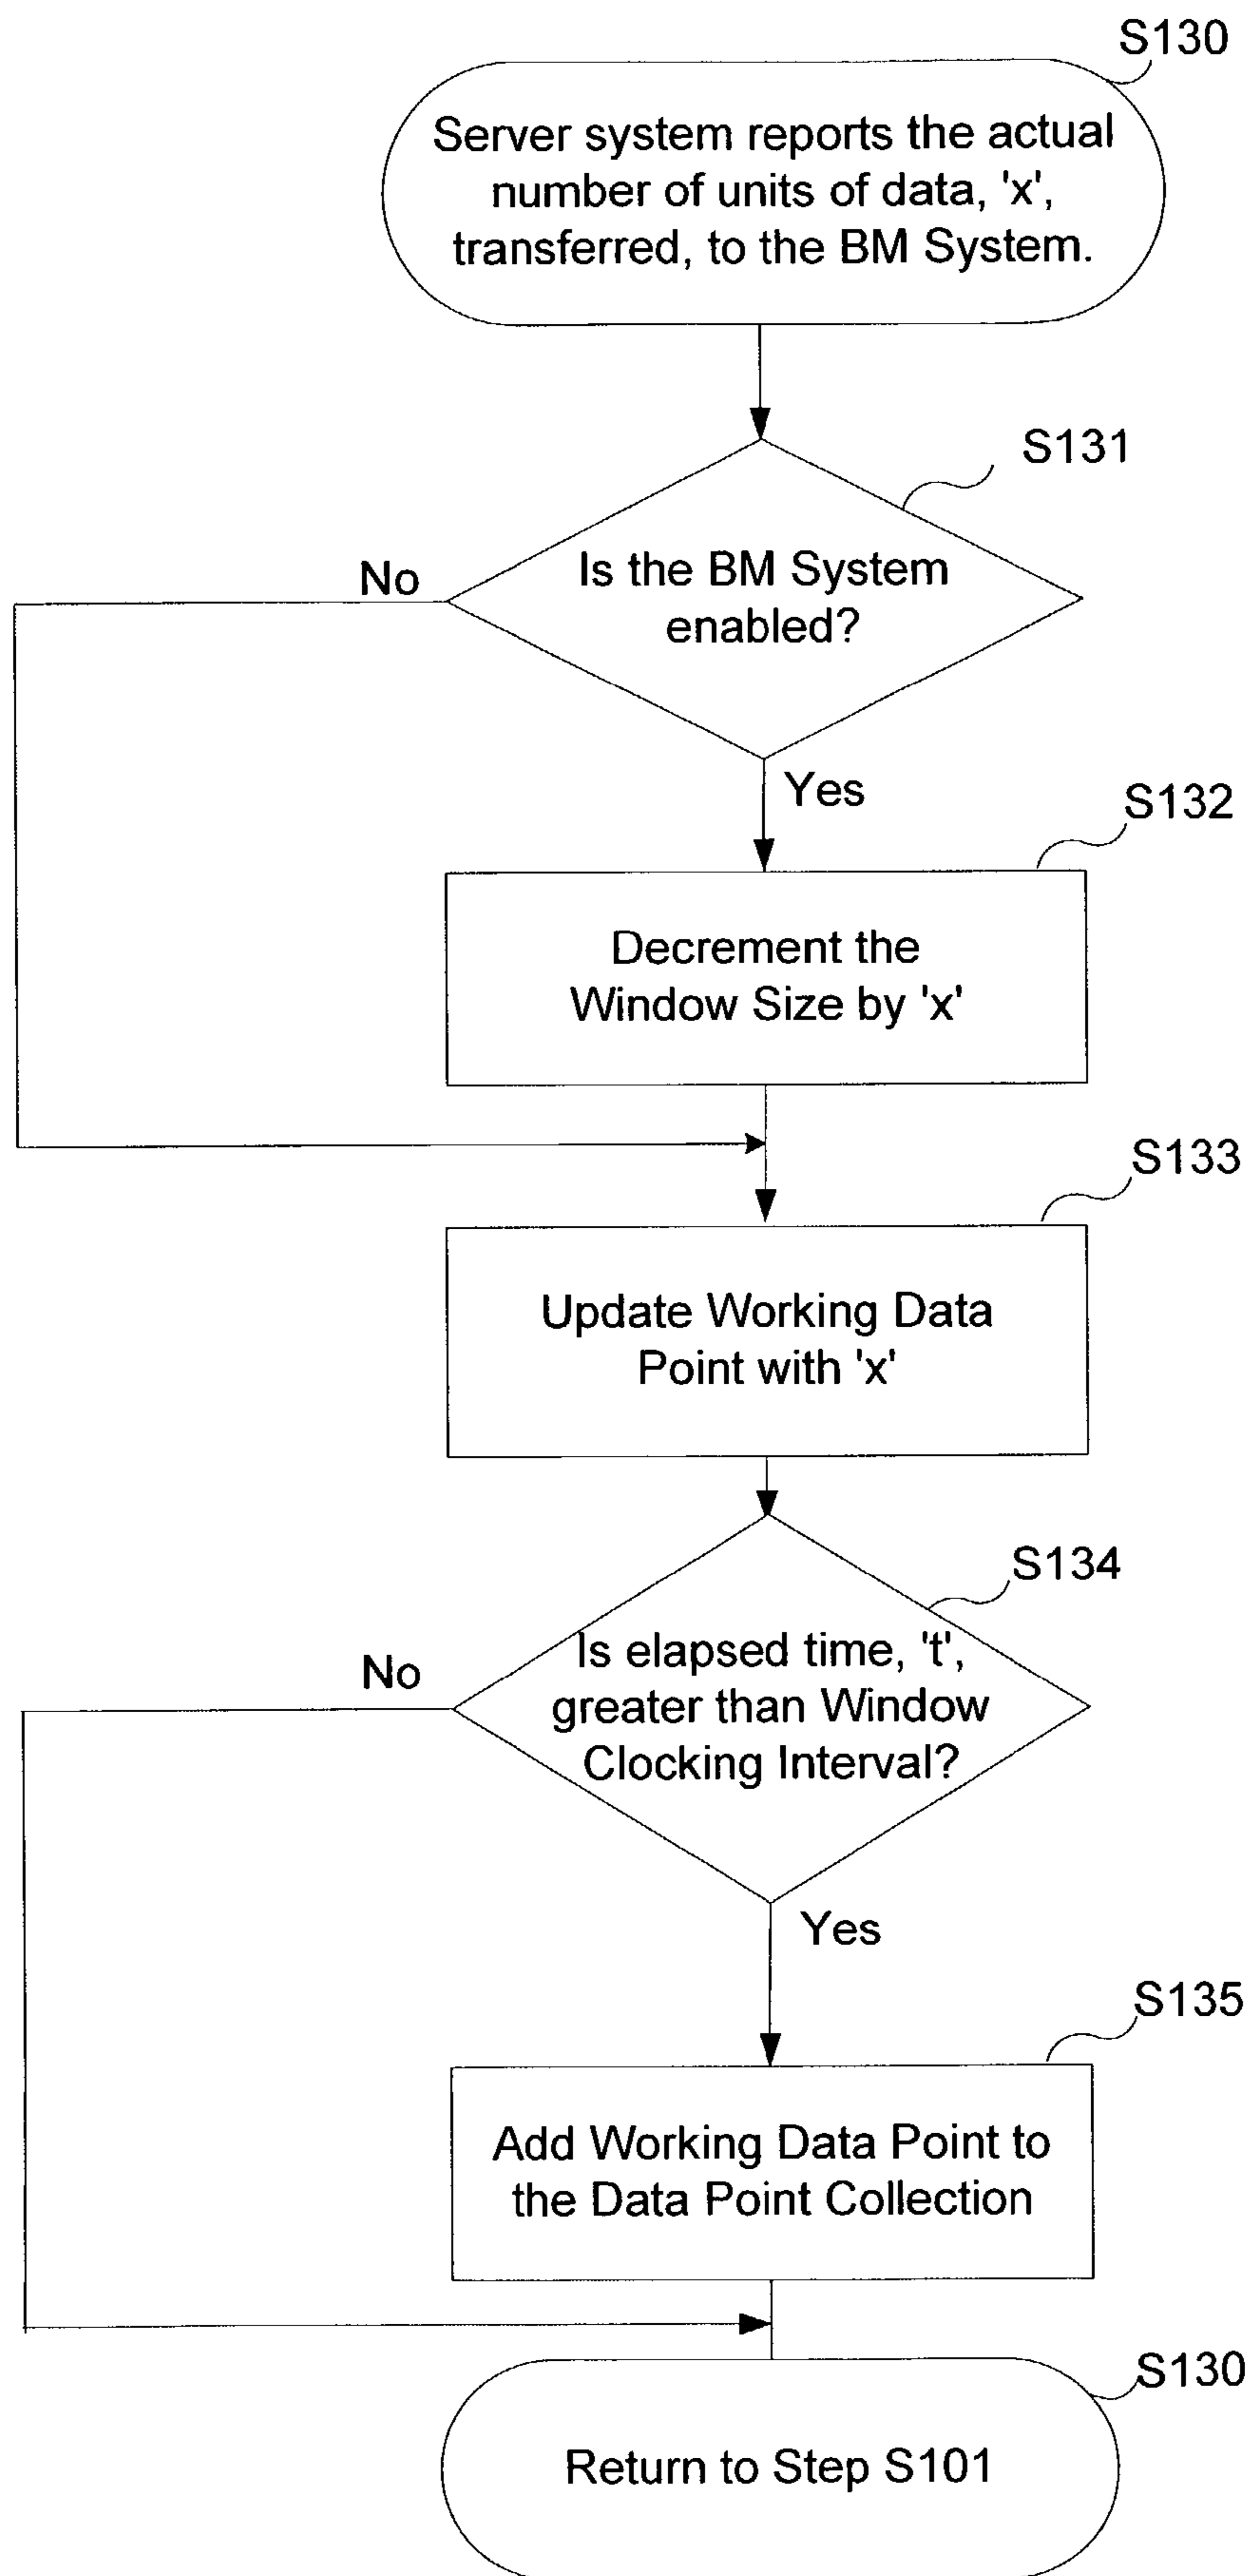 S130
Server system reports the actual
number of units of data, 'x',
transferred, to the BM System.
S131
Is the BM System
enabled?
No
Yes
S132
Decrement the
Window Size by 'x'
S133
Update Working Data
Point with 'x'
S134
Is elapsed time, 't',
greater than Window
Clocking Interval?
No
Yes
S135
Add Working Data Point to
the Data Point Collection
S130
Return to Step S101